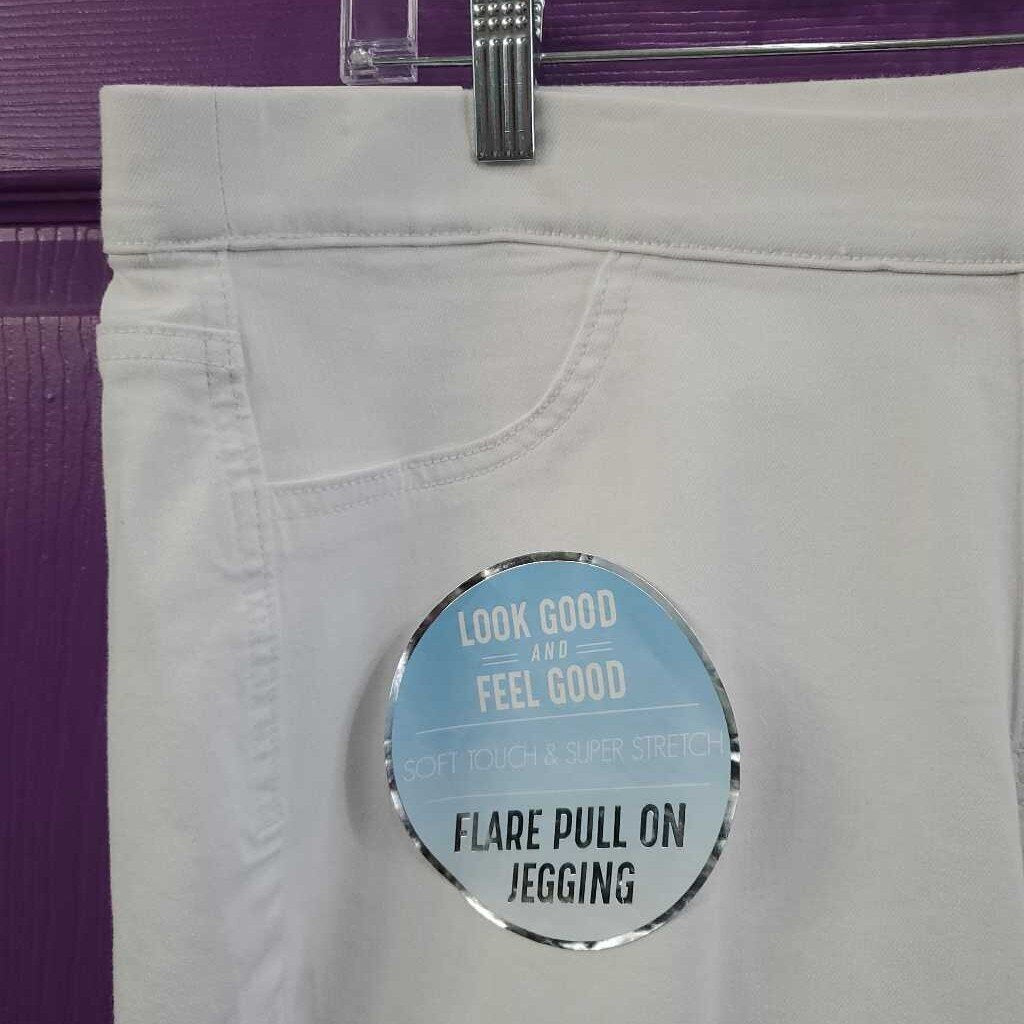 LOOK GOOD
AND
FEEL GOOD
SOFT TOUCH & SUPER STRETCH
FLARE PULL ON
JEGGING